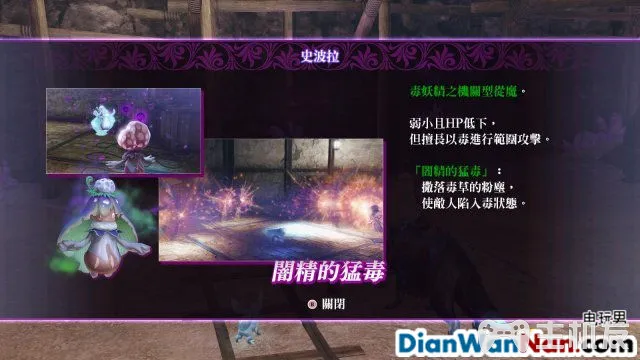 史波拉
毒妖精之機關型從魔。
弱小且HP低下，
但擅長以毒進行範圍攻擊。
「闇精的猛毒」：
撒落毒草的粉塵，
使敵人陷入毒狀態。
闇精的猛毒
關閉
电玩男
DianWanNan.com